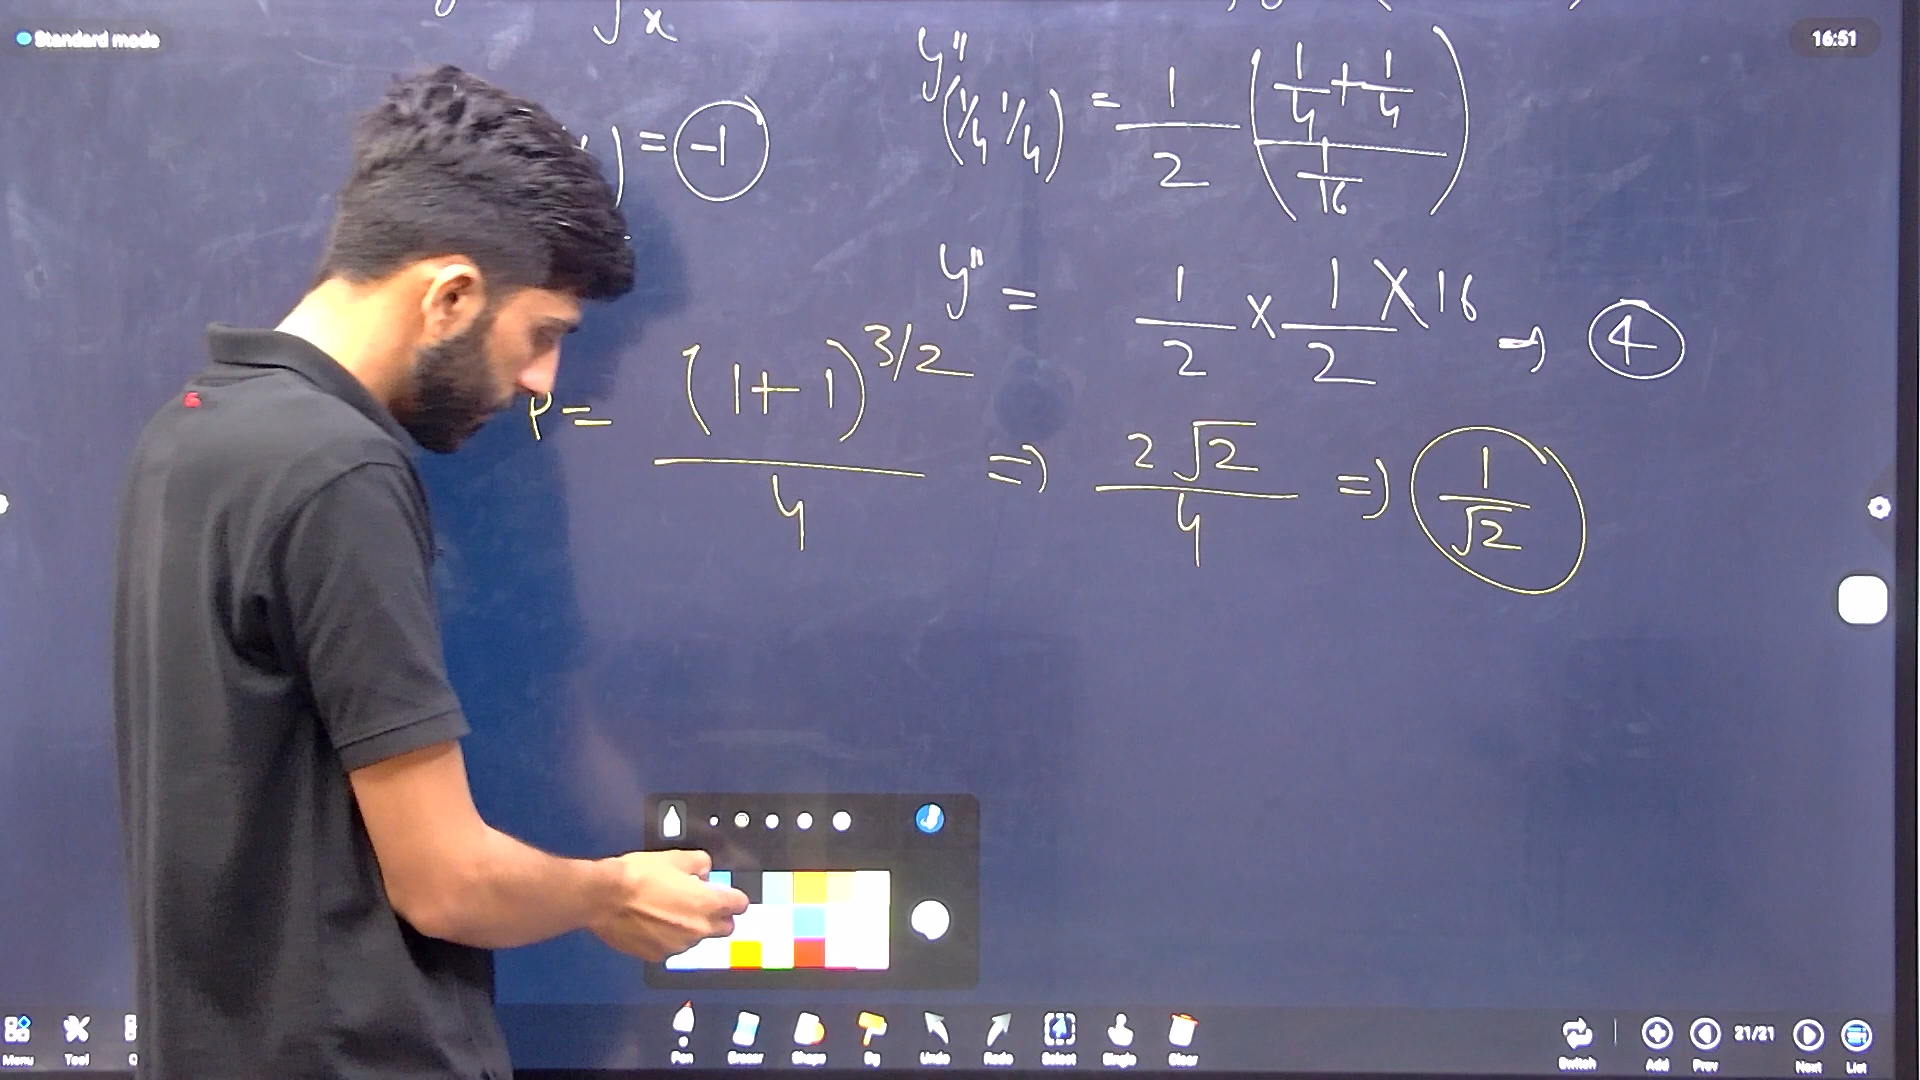 Standard mode
16:51
√x
) = -1
y''(1/4, 1/4) = 1/2 ((1/4 + 1/4)/(1/16))
y'' = 1/2 × 1/2 × 16 → 4
ρ = (1+1)^3/2 / 4 ⇒ 2√2/4 ⇒ 1/√2
Menu Tool Pen Eraser Shape Bg Undo Redo Select Single Clear Switch Add Prev 21/21 Next List